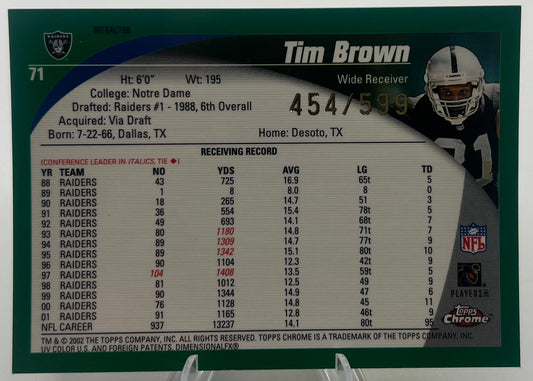 RAIDERS
REFRACTOR
71
Tim Brown
Ht: 6'0" Wt: 195
Wide Receiver
College: Notre Dame
454/599
Drafted: Raiders #1 - 1988, 6th Overall
Acquired: Via Draft
Born: 7-22-66, Dallas, TX Home: Desoto, TX
RECEIVING RECORD
(CONFERENCE LEADER IN ITALICS, TIE ♦)
YR TEAM NO YDS AVG LG TD
88 RAIDERS 43 725 16.9 65t 5
89 RAIDERS 1 8 8.0 8 0
90 RAIDERS 18 265 14.7 51 3
91 RAIDERS 36 554 15.4 78t 5
92 RAIDERS 49 693 14.1 68t 7
93 RAIDERS 80 1180 14.8 71t 7
94 RAIDERS 89 1309 14.7 77t 9
95 RAIDERS 89 1342 15.1 80t 10
96 RAIDERS 90 1104 12.3 42t 9
97 RAIDERS 104 1408 13.5 59t 5
98 RAIDERS 81 1012 12.5 49 9
99 RAIDERS 90 1344 14.9 47 6
00 RAIDERS 76 1128 14.8 45 11
01 RAIDERS 91 1165 12.8 46 9
NFL CAREER 937 13237 14.1 80t 95
81
NFL
PLAYERS INC
TOPPS
Chrome
TM & © 2002 THE TOPPS COMPANY, INC. ALL RIGHTS RESERVED. TOPPS CHROME IS A TRADEMARK OF THE TOPPS COMPANY, INC.
UV COLOR U.S. AND FOREIGN PATENTS, DIMENSIONALFX®